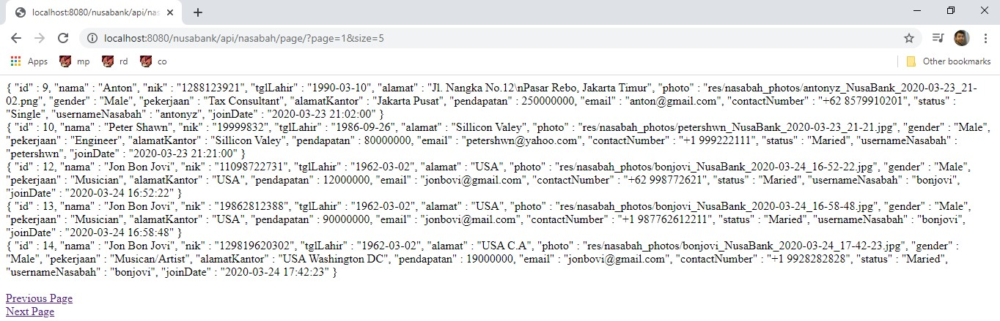 localhost:8080/nusabank/api/nas
localhost:8080/nusabank/api/nasabah/page/?page=1&size=5
Apps mp rd co Other bookmarks
{ "id" : 9, "nama" : "Anton", "nik" : "1288123921", "tglLahir" : "1990-03-10", "alamat" : "Jl. Nangka No.12\nPasar Rebo, Jakarta Timur", "photo" : "res/nasabah_photos/antonyz_NusaBank_2020-03-23_21-
02.png", "gender" : "Male", "pekerjaan" : "Tax Consultant", "alamatKantor" : "Jakarta Pusat", "pendapatan" : 250000000, "email" : "anton@gmail.com", "contactNumber" : "+62 8579910201", "status" :
"Single", "usernameNasabah" : "antonyz", "joinDate" : "2020-03-23 21:02:00" }
{ "id" : 10, "nama" : "Peter Shawn", "nik" : "19999832", "tglLahir" : "1986-09-26", "alamat" : "Sillicon Valey", "photo" : "res/nasabah_photos/petershwn_NusaBank_2020-03-23_21-21.jpg", "gender" : "Male",
"pekerjaan" : "Engineer", "alamatKantor" : "Sillicon Valey", "pendapatan" : 80000000, "email" : "petershwn@yahoo.com", "contactNumber" : "+1 999222111", "status" : "Maried", "usernameNasabah" :
"petershwn", "joinDate" : "2020-03-23 21:21:00" }
{ "id" : 12, "nama" : "Jon Bon Jovi", "nik" : "11098722731", "tglLahir" : "1962-03-02", "alamat" : "USA", "photo" : "res/nasabah_photos/bonjovi_NusaBank_2020-03-24_16-52-22.jpg", "gender" : "Male",
"pekerjaan" : "Musician", "alamatKantor" : "USA", "pendapatan" : 12000000, "email" : "jonbovi@gmail.com", "contactNumber" : "+62 998772621", "status" : "Maried", "usernameNasabah" : "bonjovi",
"joinDate" : "2020-03-24 16:52:22" }
{ "id" : 13, "nama" : "Jon Bon Jovi", "nik" : "19862812388", "tglLahir" : "1962-03-02", "alamat" : "USA", "photo" : "res/nasabah_photos/bonjovi_NusaBank_2020-03-24_16-58-48.jpg", "gender" : "Male",
"pekerjaan" : "Musician", "alamatKantor" : "USA", "pendapatan" : 90000000, "email" : "jonbovi@mail.com", "contactNumber" : "+1 987762612211", "status" : "Maried", "usernameNasabah" : "bonjovi",
"joinDate" : "2020-03-24 16:58:48" }
{ "id" : 14, "nama" : "Jon Bon Jovi", "nik" : "129819620302", "tglLahir" : "1962-03-02", "alamat" : "USA C.A", "photo" : "res/nasabah_photos/bonjovi_NusaBank_2020-03-24_17-42-23.jpg", "gender" :
"Male", "pekerjaan" : "Musican/Artist", "alamatKantor" : "USA Washington DC", "pendapatan" : 19000000, "email" : "jonbovi@gmail.com", "contactNumber" : "+1 9928282828", "status" : "Maried",
"usernameNasabah" : "bonjovi", "joinDate" : "2020-03-24 17:42:23" }
Previous Page
Next Page